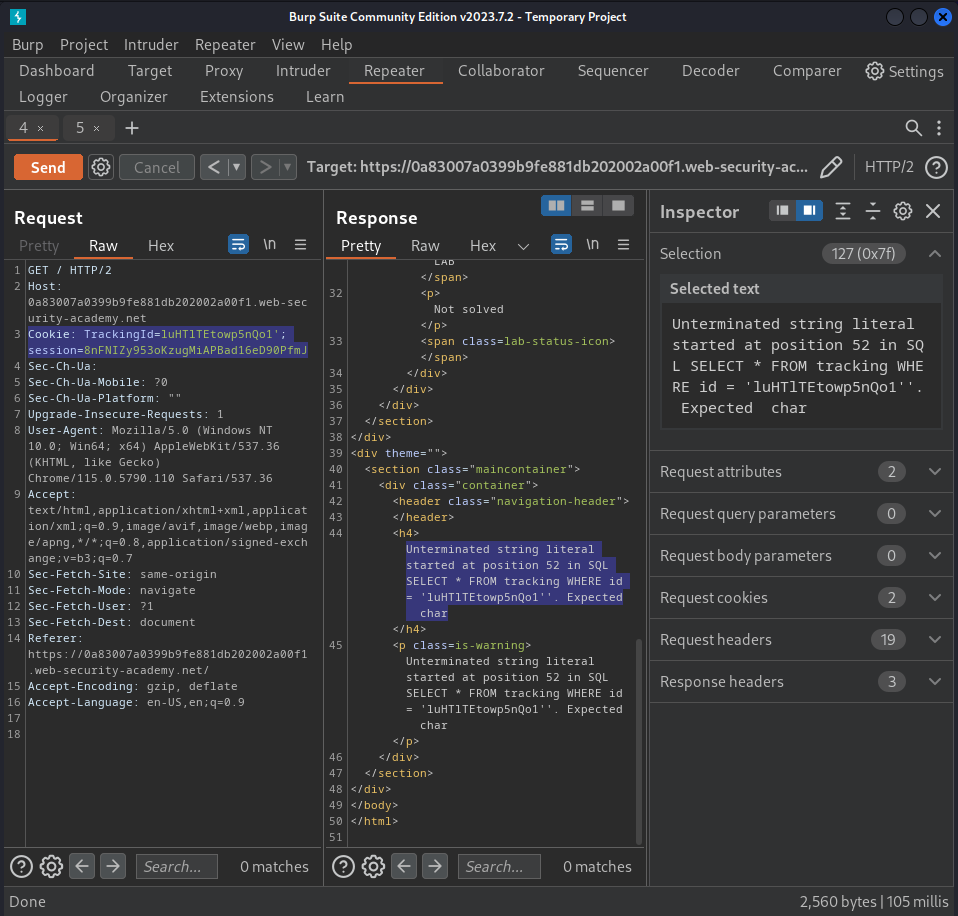 Burp Suite Community Edition v2023.7.2 - Temporary Project
Burp Project Intruder Repeater View Help
Dashboard Target Proxy Intruder Repeater Collaborator Sequencer Decoder Comparer Settings
Logger Organizer Extensions Learn
4 × 5 × +
Send Cancel < ▾ > ▾ Target: https://0a83007a0399b9fe881db202002a00f1.web-security-ac... HTTP/2 ?
Request
Pretty Raw Hex \n
1 GET / HTTP/2
2 Host:
0a83007a0399b9fe881db202002a00f1.web-sec
urity-academy.net
3 Cookie: TrackingId=luHTlTEtowp5nQo1';
session=8nFNIZy953oKzugMiAPBad16eD90PfmJ
4 Sec-Ch-Ua:
5 Sec-Ch-Ua-Mobile: ?0
6 Sec-Ch-Ua-Platform: ""
7 Upgrade-Insecure-Requests: 1
8 User-Agent: Mozilla/5.0 (Windows NT
10.0; Win64; x64) AppleWebKit/537.36
(KHTML, like Gecko)
Chrome/115.0.5790.110 Safari/537.36
9 Accept:
text/html,application/xhtml+xml,applicat
ion/xml;q=0.9,image/avif,image/webp,imag
e/apng,*/*;q=0.8,application/signed-exch
ange;v=b3;q=0.7
10 Sec-Fetch-Site: same-origin
11 Sec-Fetch-Mode: navigate
12 Sec-Fetch-User: ?1
13 Sec-Fetch-Dest: document
14 Referer:
https://0a83007a0399b9fe881db202002a00f1
.web-security-academy.net/
15 Accept-Encoding: gzip, deflate
16 Accept-Language: en-US,en;q=0.9
17
18
? Search... 0 matches
Response
Pretty Raw Hex \n
LAB
</span>
32 <p>
Not solved
</p>
33 <span class=lab-status-icon>
</span>
34 </div>
35 </div>
36 </div>
37 </section>
38 </div>
39 <div theme="">
40 <section class="maincontainer">
41 <div class="container">
42 <header class="navigation-header">
43 </header>
44 <h4>
Unterminated string literal
started at position 52 in SQL
SELECT * FROM tracking WHERE id
= 'luHTlTEtowp5nQo1''. Expected
char
</h4>
45 <p class=is-warning>
Unterminated string literal
started at position 52 in SQL
SELECT * FROM tracking WHERE id
= 'luHTlTEtowp5nQo1''. Expected
char
</p>
46 </div>
47 </section>
48 </div>
49 </body>
50 </html>
51
? Search... 0 matches
Inspector
Selection 127 (0x7f)
Selected text
Unterminated string literal
started at position 52 in SQ
L SELECT * FROM tracking WHE
RE id = 'luHTlTEtowp5nQo1''.
Expected char
Request attributes 2
Request query parameters 0
Request body parameters 0
Request cookies 2
Request headers 19
Response headers 3
Done 2,560 bytes | 105 millis